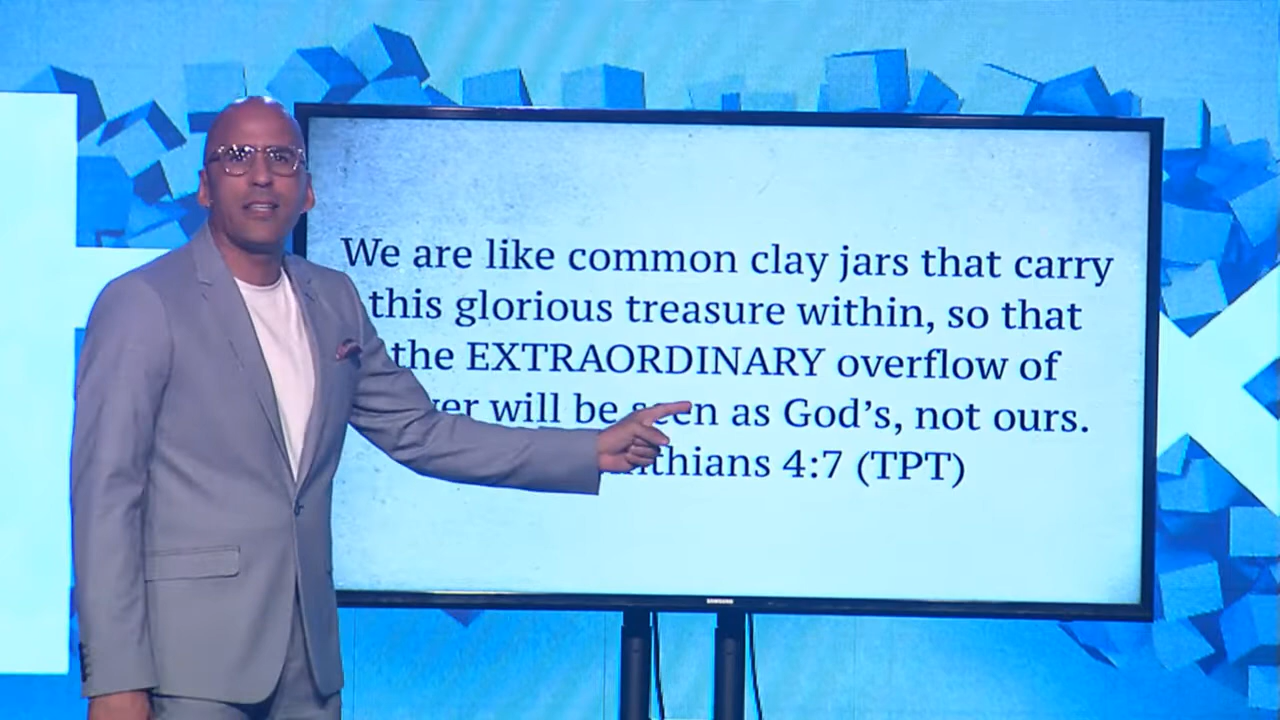 We are like common clay jars that carry
this glorious treasure within, so that
the EXTRAORDINARY overflow of
will be seen as God's, not ours.
4:7 (TPT)